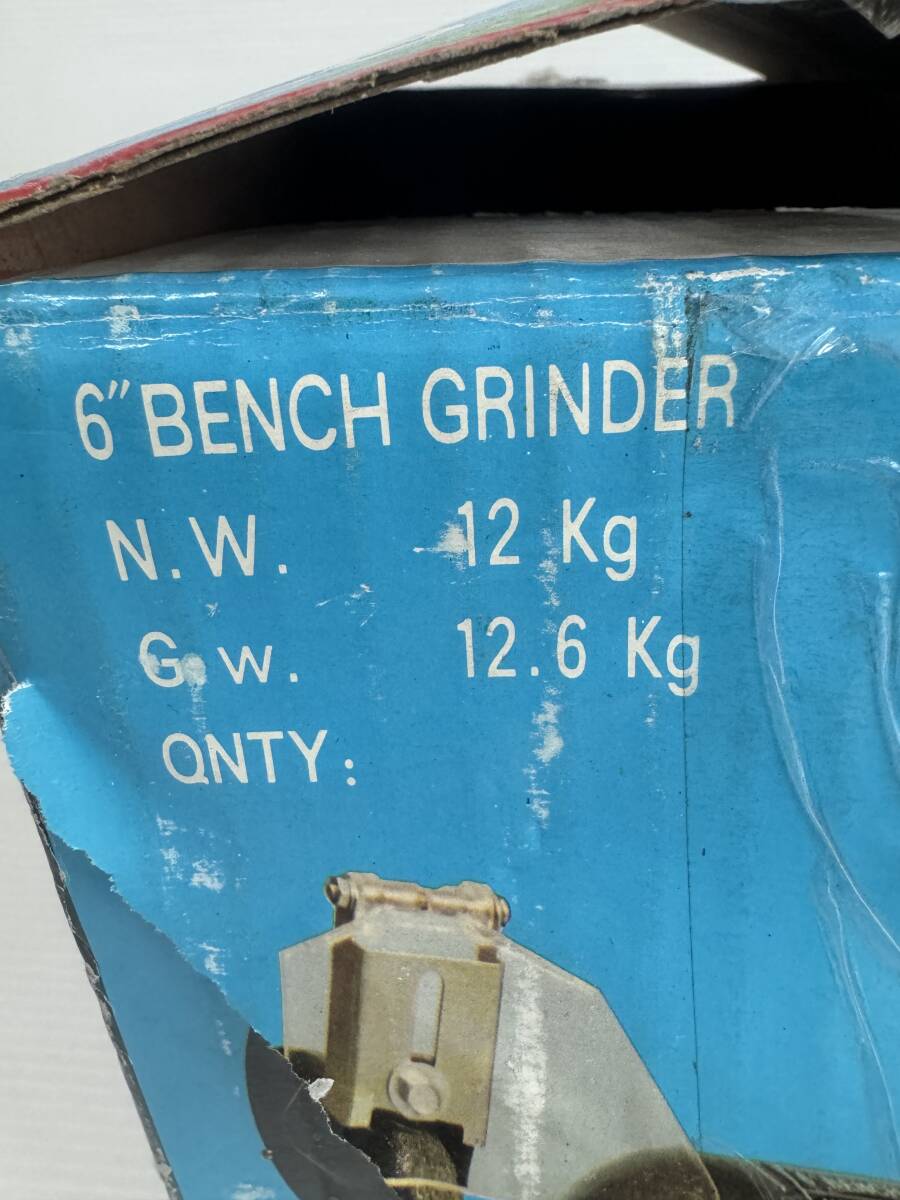 6" BENCH GRINDER
N.W. 12 Kg
G.w. 12.6 Kg
QNTY: